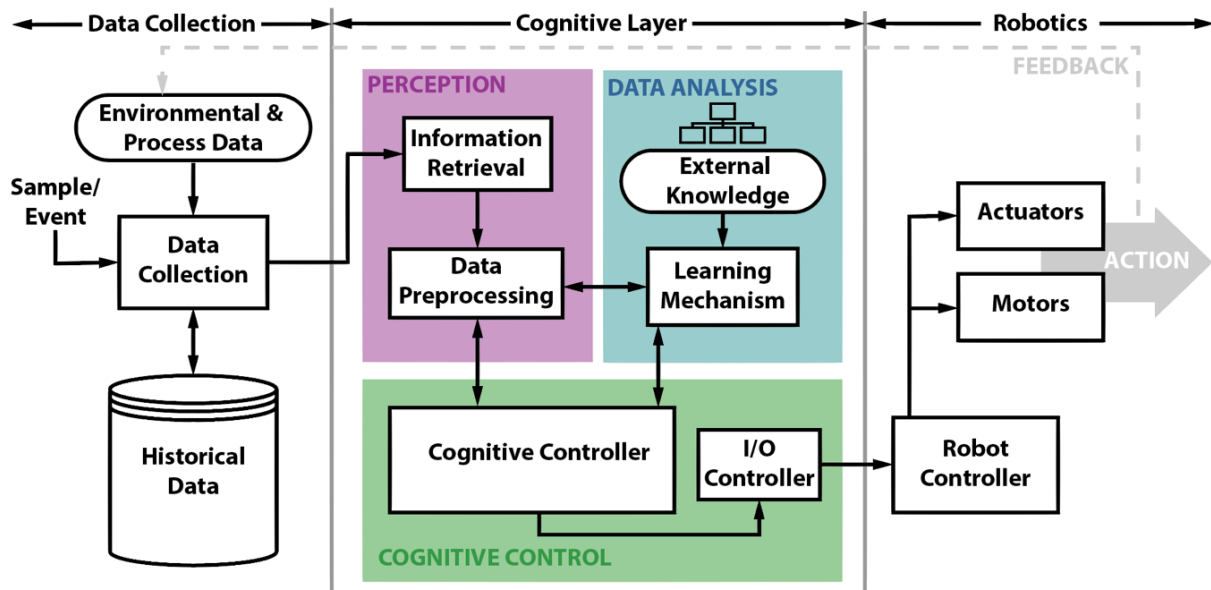 Data Collection
Cognitive Layer
Robotics
FEEDBACK
Environmental &
Process Data
Sample/
Event
Data
Collection
Historical
Data
PERCEPTION
Information
Retrieval
Data
Preprocessing
DATA ANALYSIS
External
Knowledge
Learning
Mechanism
Cognitive Controller
I/O
Controller
COGNITIVE CONTROL
Actuators
Motors
ACTION
Robot
Controller